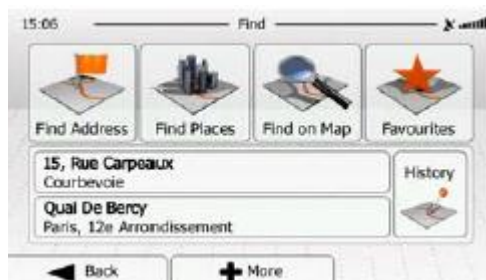 15:06 Find
Find Address Find Places Find on Map Favourites
15, Rue Carpeaux
Courbevoie
History
Quai De Bercy
Paris, 12e Arrondissement
Back More